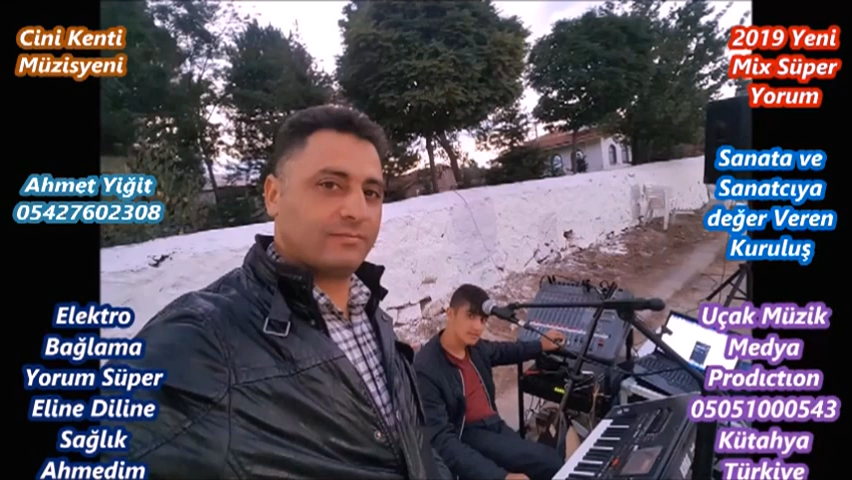 Cini Kenti
Müzisyeni
Ahmet Yiğit
05427602308
Elektro
Bağlama
Yorum Süper
Eline Diline
Sağlık
Ahmedim
2019 Yeni
Mix Süper
Yorum
Sanata ve
Sanatcıya
değer Veren
Kuruluş
Uçak Müzik
Medya
Prodıctıon
05051000543
Kütahya
Türkiye